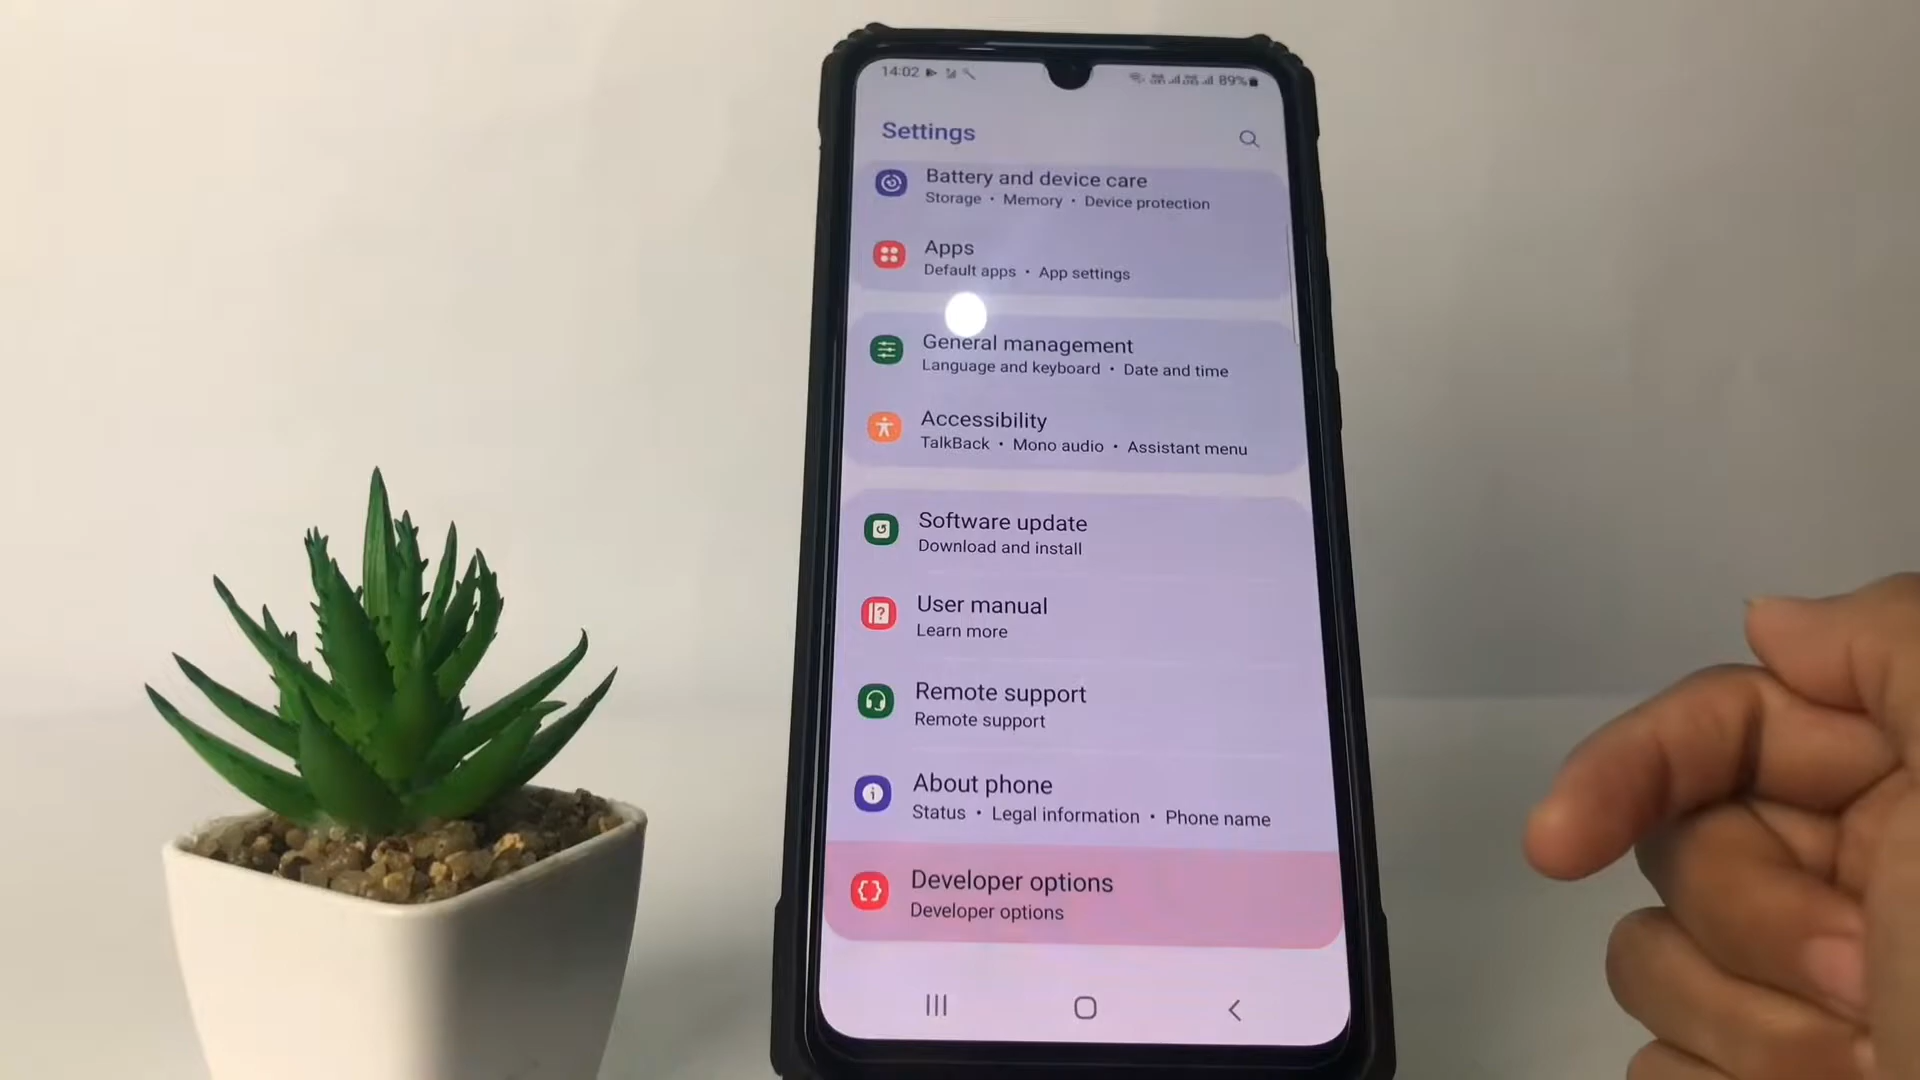 14:02
89%
Settings
Battery and device care
Storage • Memory • Device protection
Apps
Default apps • App settings
General management
Language and keyboard • Date and time
Accessibility
TalkBack • Mono audio • Assistant menu
Software update
Download and install
User manual
Learn more
Remote support
Remote support
About phone
Status • Legal information • Phone name
Developer options
Developer options